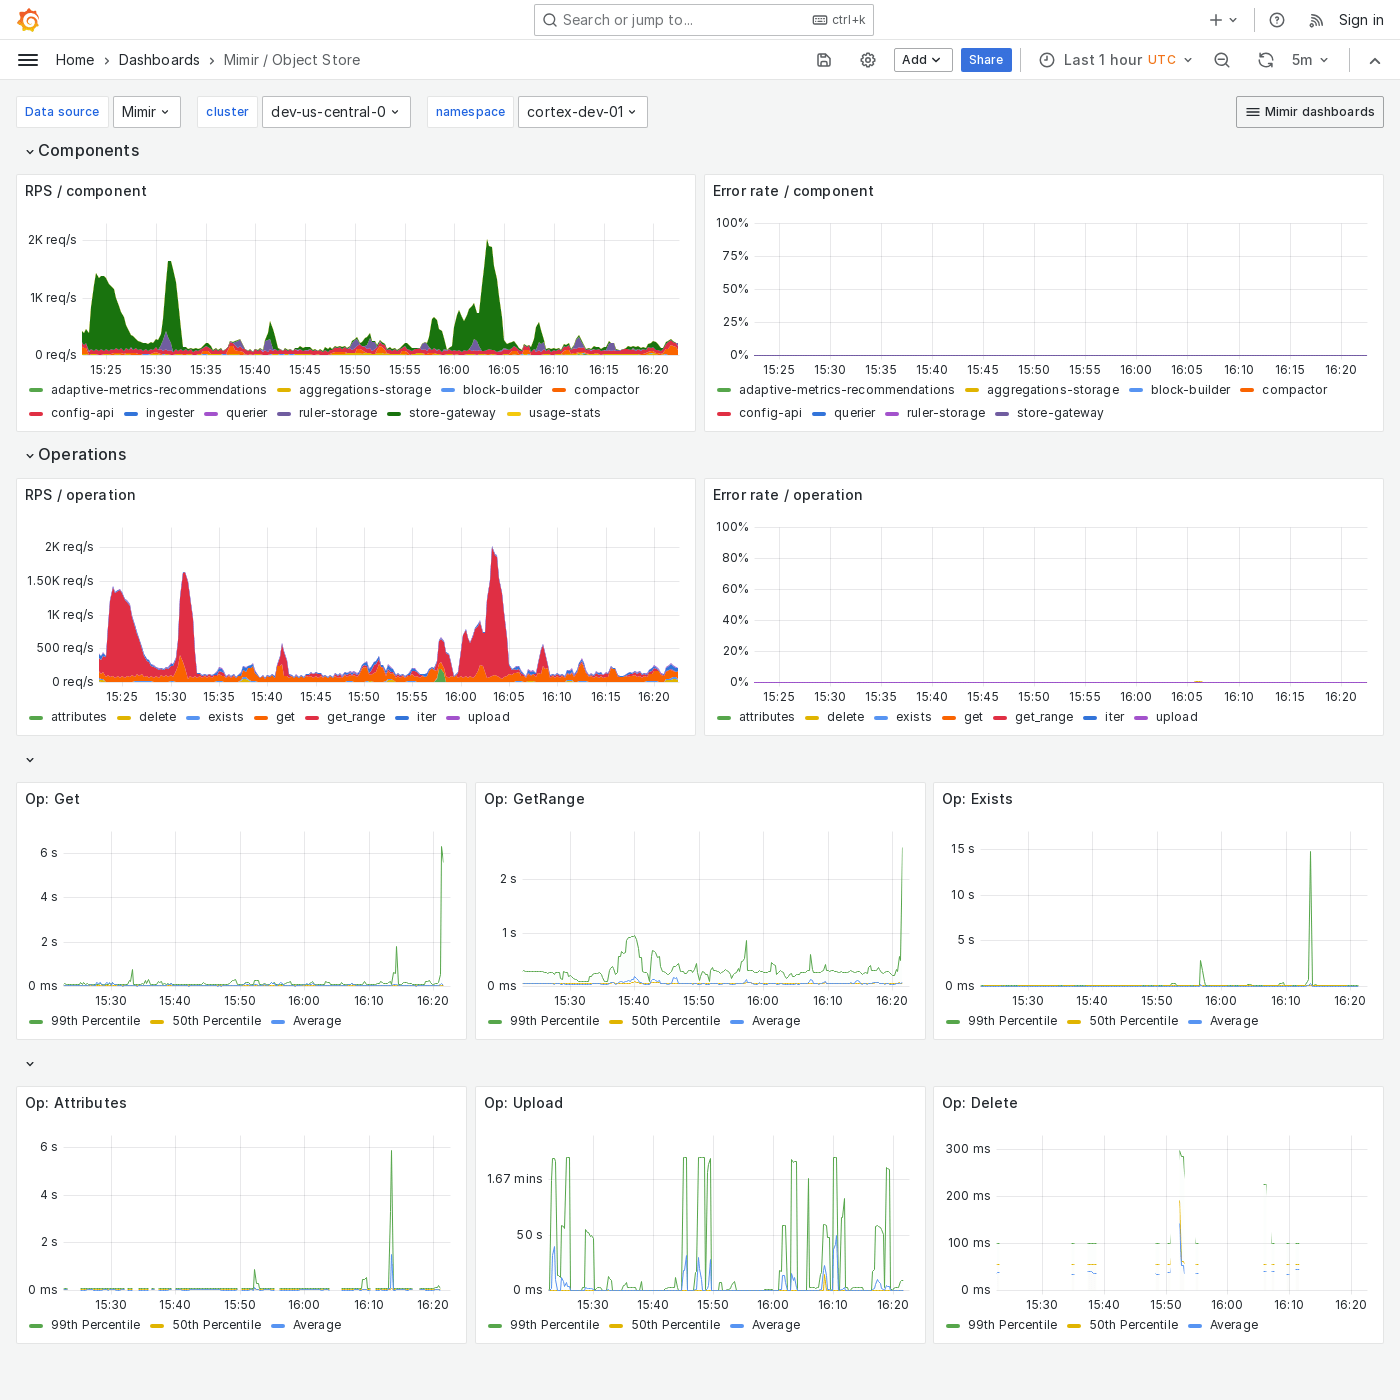 Search or jump to... ctrl+k Sign in
Home Dashboards Mimir / Object Store Add Share Last 1 hour UTC 5m
Data source Mimir cluster dev-us-central-0 namespace cortex-dev-01 Mimir dashboards
Components
RPS / component
2K req/s
1K req/s
0 req/s
15:25 15:30 15:35 15:40 15:45 15:50 15:55 16:00 16:05 16:10 16:15 16:20
adaptive-metrics-recommendations aggregations-storage block-builder compactor
config-api ingester querier ruler-storage store-gateway usage-stats
Error rate / component
100%
75%
50%
25%
0%
15:25 15:30 15:35 15:40 15:45 15:50 15:55 16:00 16:05 16:10 16:15 16:20
adaptive-metrics-recommendations aggregations-storage block-builder compactor
config-api querier ruler-storage store-gateway
Operations
RPS / operation
2K req/s
1.50K req/s
1K req/s
500 req/s
0 req/s
15:25 15:30 15:35 15:40 15:45 15:50 15:55 16:00 16:05 16:10 16:15 16:20
attributes delete exists get get_range iter upload
Error rate / operation
100%
80%
60%
40%
20%
0%
15:25 15:30 15:35 15:40 15:45 15:50 15:55 16:00 16:05 16:10 16:15 16:20
attributes delete exists get get_range iter upload
Op: Get
6 s
4 s
2 s
0 ms
15:30 15:40 15:50 16:00 16:10 16:20
99th Percentile 50th Percentile Average
Op: GetRange
2 s
1 s
0 ms
15:30 15:40 15:50 16:00 16:10 16:20
99th Percentile 50th Percentile Average
Op: Exists
15 s
10 s
5 s
0 ms
15:30 15:40 15:50 16:00 16:10 16:20
99th Percentile 50th Percentile Average
Op: Attributes
6 s
4 s
2 s
0 ms
15:30 15:40 15:50 16:00 16:10 16:20
99th Percentile 50th Percentile Average
Op: Upload
1.67 mins
50 s
0 ms
15:30 15:40 15:50 16:00 16:10 16:20
99th Percentile 50th Percentile Average
Op: Delete
300 ms
200 ms
100 ms
0 ms
15:30 15:40 15:50 16:00 16:10 16:20
99th Percentile 50th Percentile Average